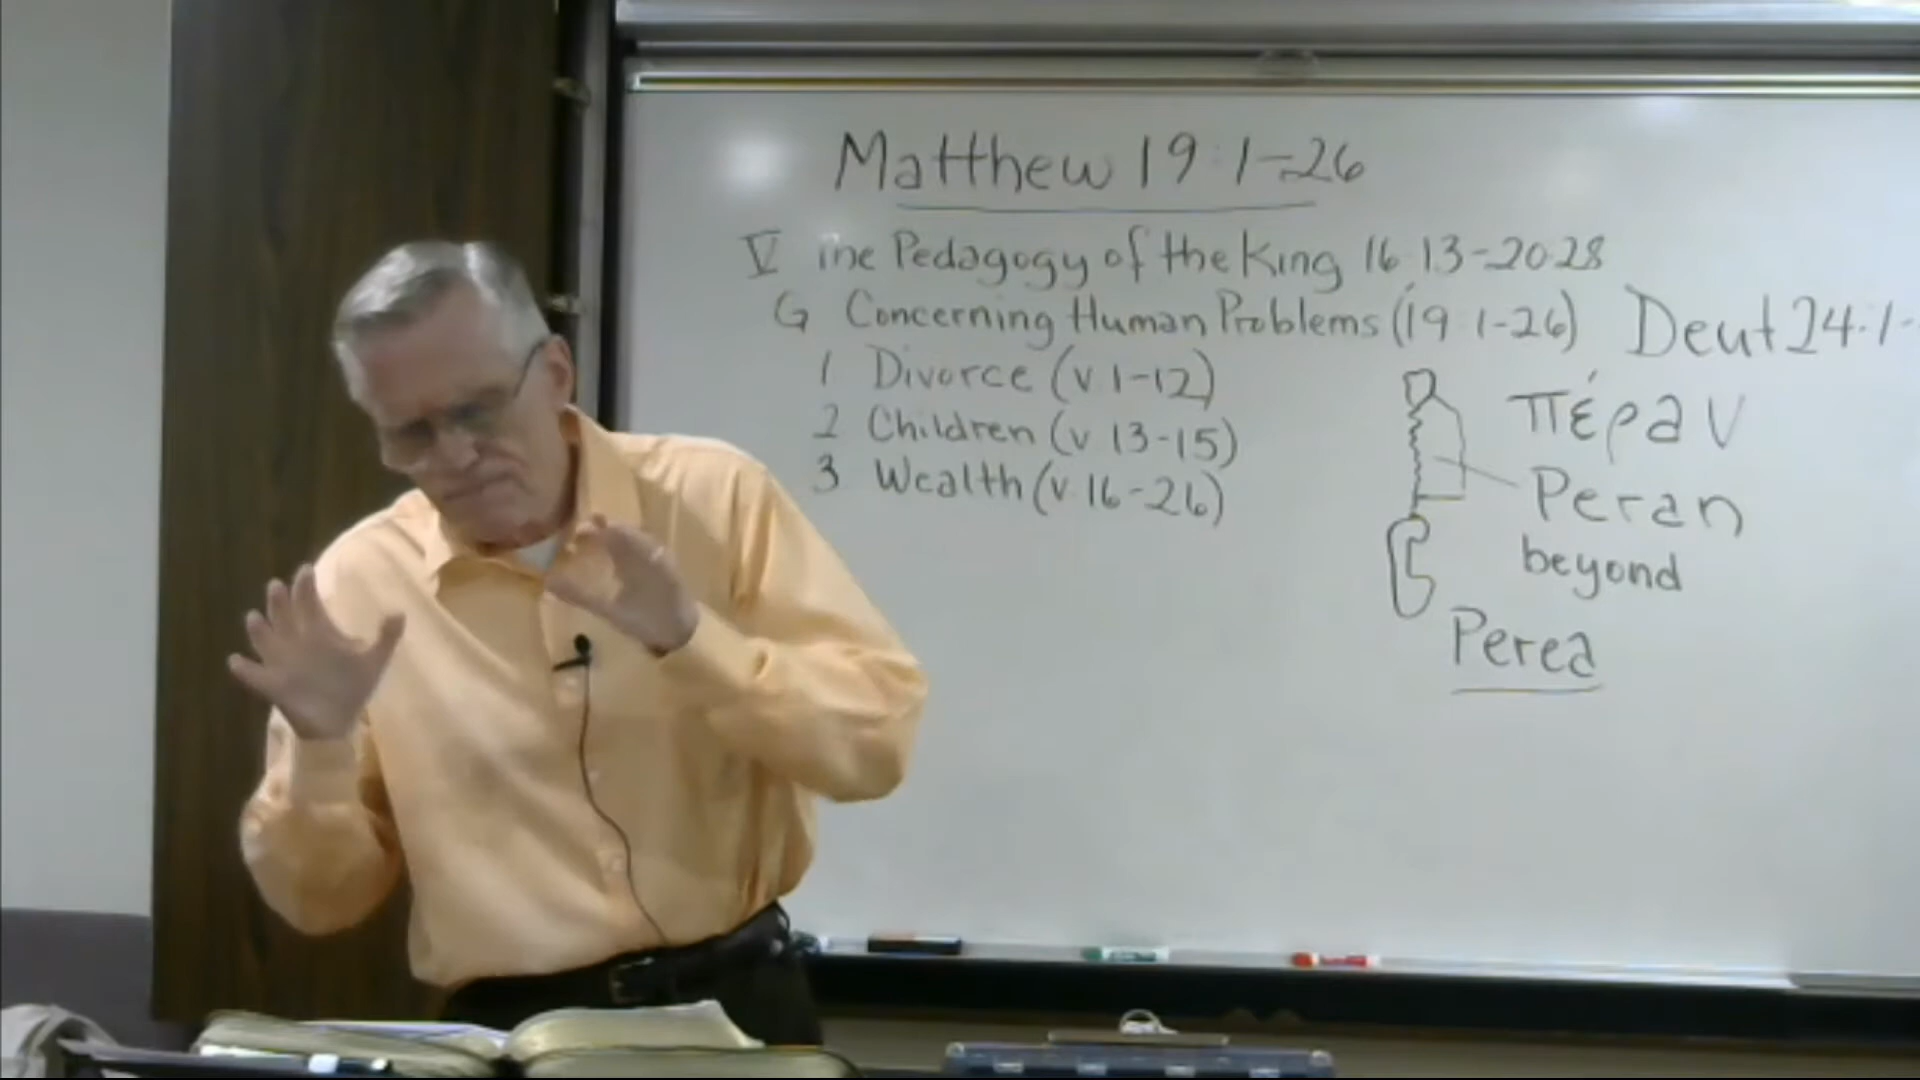 Matthew 19:1-26
V The Pedagogy of the King 16:13-20:28
G Concerning Human Problems (19:1-26)
1 Divorce (v. 1-12)
2 Children (v. 13-15)
3 Wealth (v. 16-26)
Deut 24:1-
πέραν
Peran
beyond
Perea